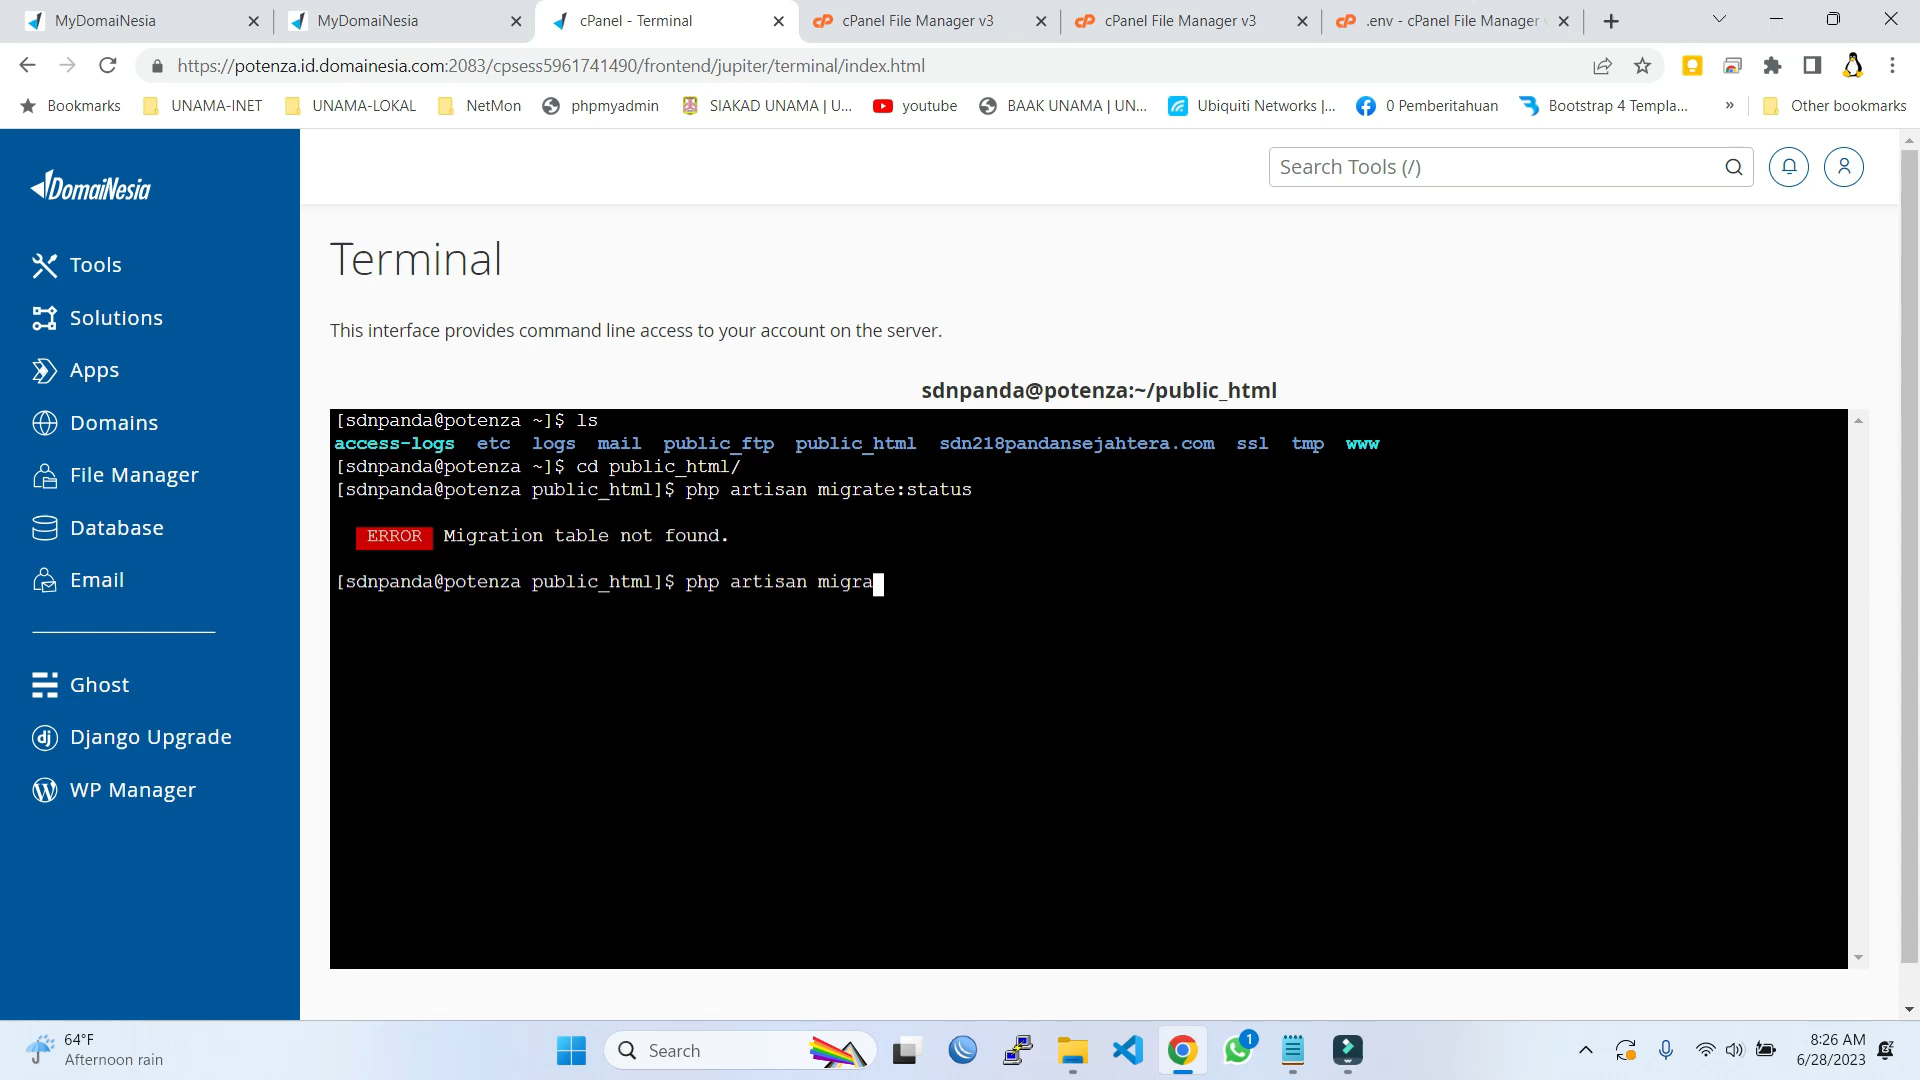 MyDomaiNesia
MyDomaiNesia
cPanel - Terminal
cPanel File Manager v3
cPanel File Manager v3
.env - cPanel File Manager v
https://potenza.id.domainesia.com:2083/cpsess5961741490/frontend/jupiter/terminal/index.html
Bookmarks
UNAMA-INET
UNAMA-LOKAL
NetMon
phpmyadmin
SIAKAD UNAMA | U...
youtube
BAAK UNAMA | UN...
Ubiquiti Networks |...
0 Pemberitahuan
Bootstrap 4 Templa...
»
Other bookmarks
DomaiNesia
Search Tools (/)
Tools
Solutions
Apps
Domains
File Manager
Database
Email
Ghost
Django Upgrade
WP Manager
Terminal
This interface provides command line access to your account on the server.
sdnpanda@potenza:~/public_html
[sdnpanda@potenza ~]$ ls
access-logs etc logs mail public_ftp public_html sdn218pandansejahtera.com ssl tmp www
[sdnpanda@potenza ~]$ cd public_html/
[sdnpanda@potenza public_html]$ php artisan migrate:status
ERROR Migration table not found.
[sdnpanda@potenza public_html]$ php artisan migra
64°F
Afternoon rain
Search
1
8:26 AM
6/28/2023